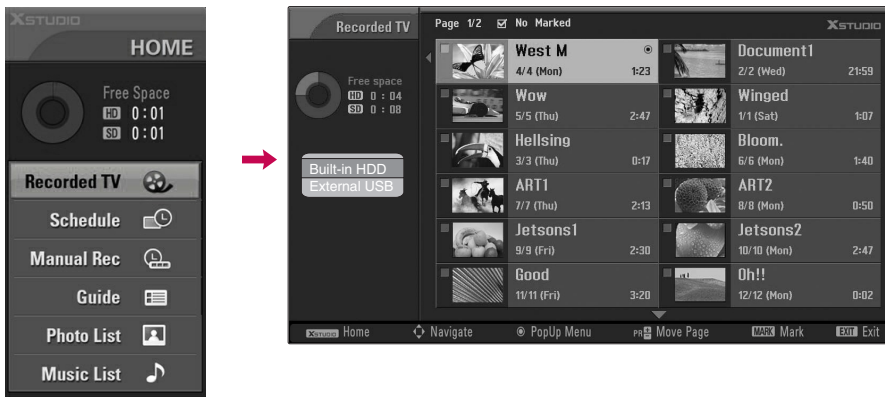 XSTUDIO
HOME
Free Space
HD 0:01
SD 0:01
Recorded TV
Schedule
Manual Rec
Guide
Photo List
Music List
Recorded TV
Page 1/2 No Marked
XSTUDIO
Free space
HD 0 : 04
SD 0 : 08
Built-in HDD
External USB
West M
4/4 (Mon) 1:23
Document1
2/2 (Wed) 21:59
Wow
5/5 (Thu) 2:47
Winged
1/1 (Sat) 1:07
Hellsing
3/3 (Thu) 0:17
Bloom.
6/6 (Mon) 1:40
ART1
7/7 (Thu) 2:13
ART2
8/8 (Mon) 0:50
Jetsons1
9/9 (Fri) 2:30
Jetsons2
10/10 (Mon) 2:47
Good
11/11 (Fri) 3:20
Oh!!
12/12 (Mon) 0:02
XSTUDIO Home Navigate PopUp Menu PR Move Page MARK Mark EXIT Exit